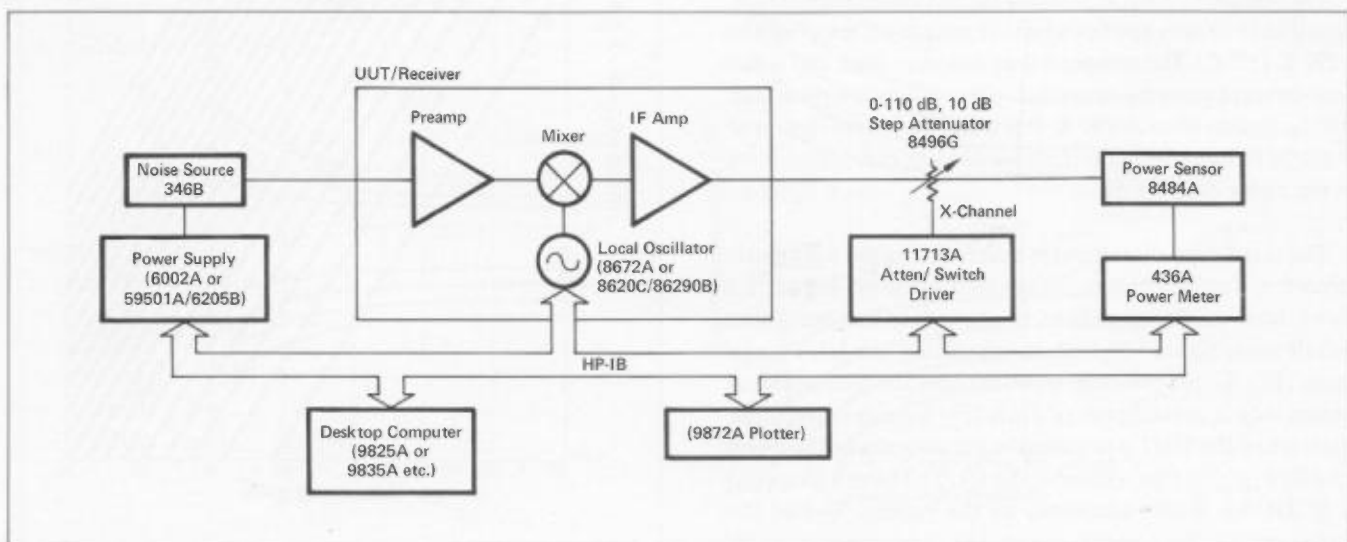 UUT/Receiver
Preamp
Mixer
IF Amp
0-110 dB, 10 dB
Step Attenuator
8496G
Noise Source
346B
Power Sensor
8484A
X-Channel
Power Supply
(6002A or
59501A/6205B)
Local Oscillator
(8672A or
8620C/86290B)
11713A
Atten/ Switch
Driver
436A
Power Meter
HP-IB
Desktop Computer
(9825A or
9835A etc.)
(9872A Plotter)